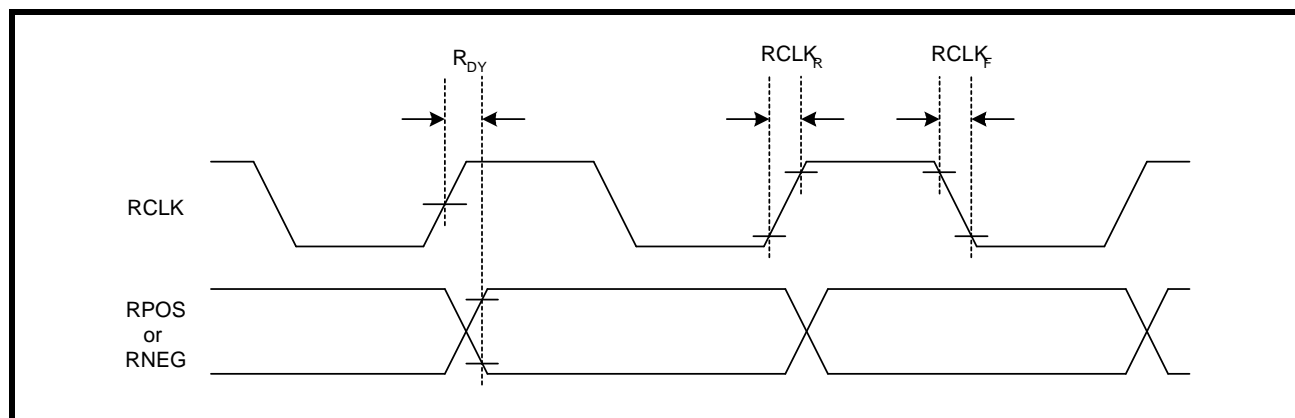 R_DY
RCLK_R
RCLK_F
RCLK
RPOS
or
RNEG